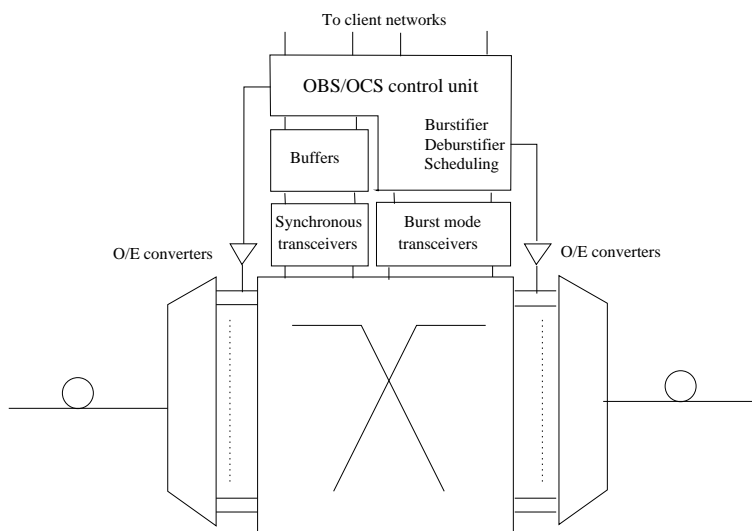 To client networks
OBS/OCS control unit
Burstifier
Deburstifier
Scheduling
Buffers
Synchronous
transceivers
Burst mode
transceivers
O/E converters
O/E converters